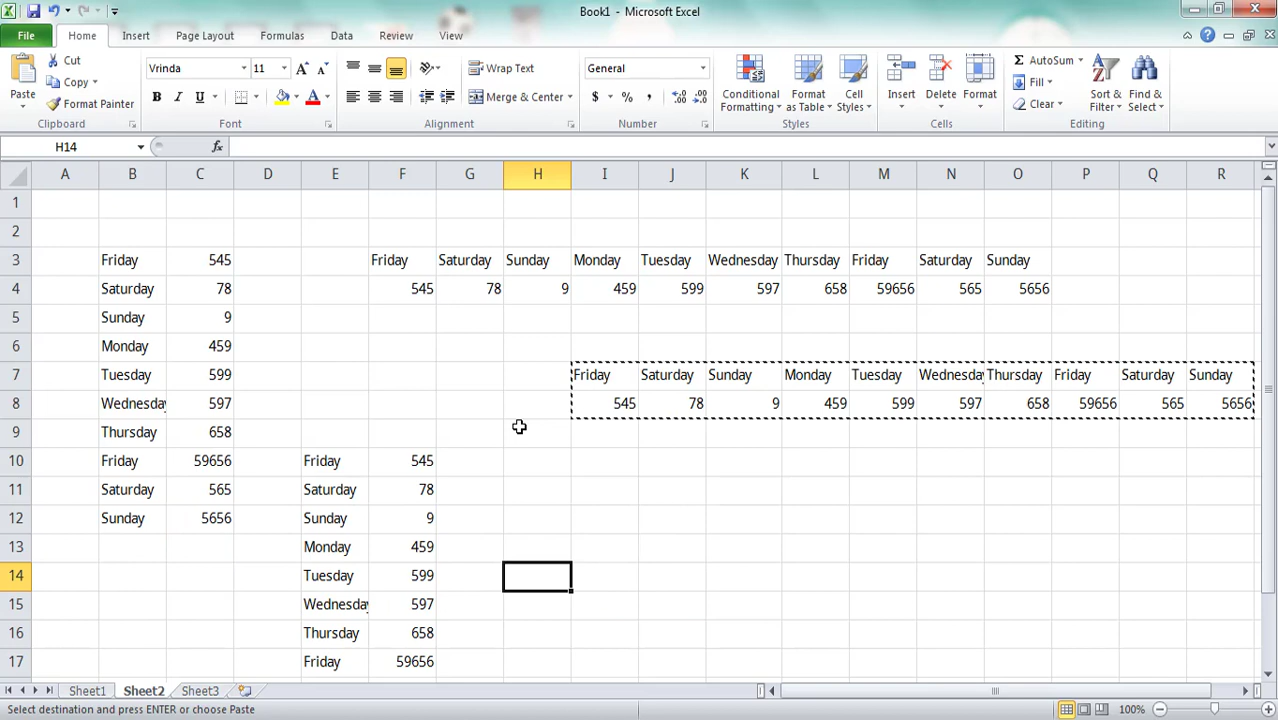 Book1 - Microsoft Excel
File Home Insert Page Layout Formulas Data Review View
Cut
Copy
Format Painter
Paste
Clipboard
Vrinda 11
Font
Wrap Text
Merge & Center
Alignment
General
$ % ,
Number
Conditional Formatting
Format as Table
Cell Styles
Styles
Insert Delete Format
Cells
AutoSum
Fill
Clear
Sort & Filter
Find & Select
Editing
H14 fx
A B C D E F G H I J K L M N O P Q R
1
2
3 Friday 545 Friday Saturday Sunday Monday Tuesday Wednesday Thursday Friday Saturday Sunday
4 Saturday 78 545 78 9 459 599 597 658 59656 565 5656
5 Sunday 9
6 Monday 459
7 Tuesday 599 Friday Saturday Sunday Monday Tuesday Wednesday Thursday Friday Saturday Sunday
8 Wednesday 597 545 78 9 459 599 597 658 59656 565 5656
9 Thursday 658
10 Friday 59656 Friday 545
11 Saturday 565 Saturday 78
12 Sunday 5656 Sunday 9
13 Monday 459
14 Tuesday 599
15 Wednesday 597
16 Thursday 658
17 Friday 59656
Sheet1 Sheet2 Sheet3
Select destination and press ENTER or choose Paste 100%